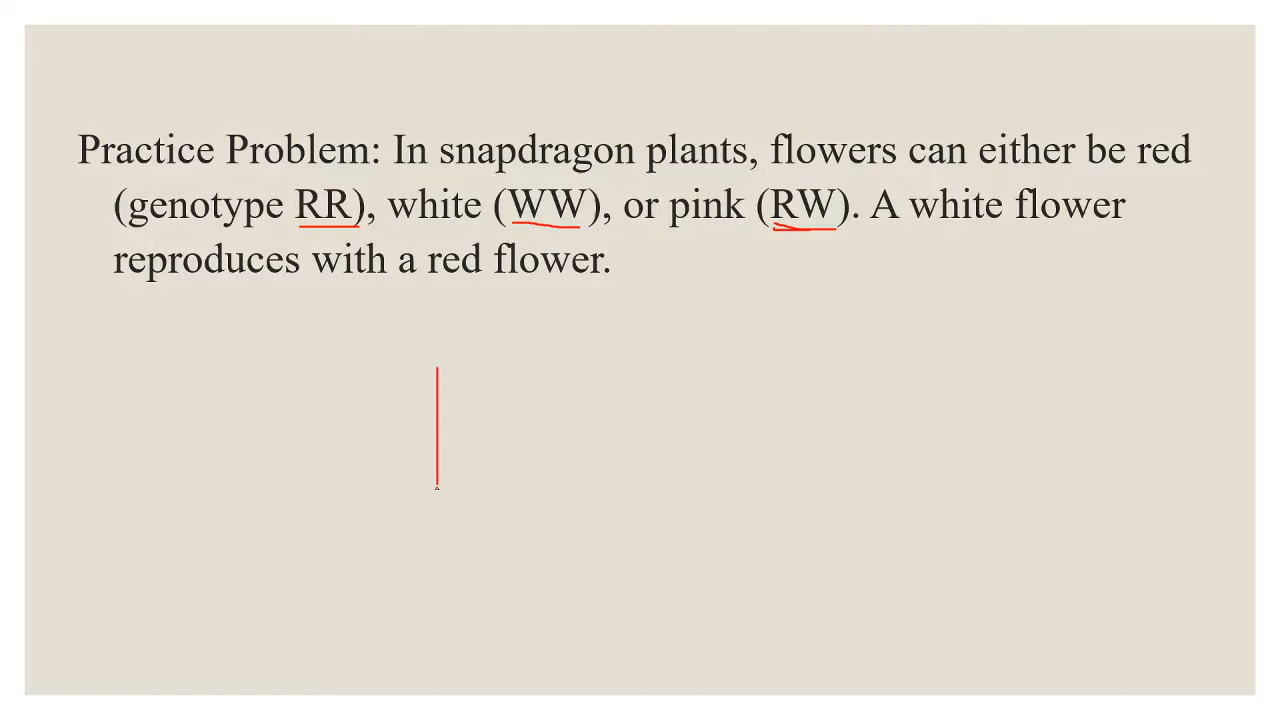 Practice Problem: In snapdragon plants, flowers can either be red
(genotype RR), white (WW), or pink (RW). A white flower
reproduces with a red flower.